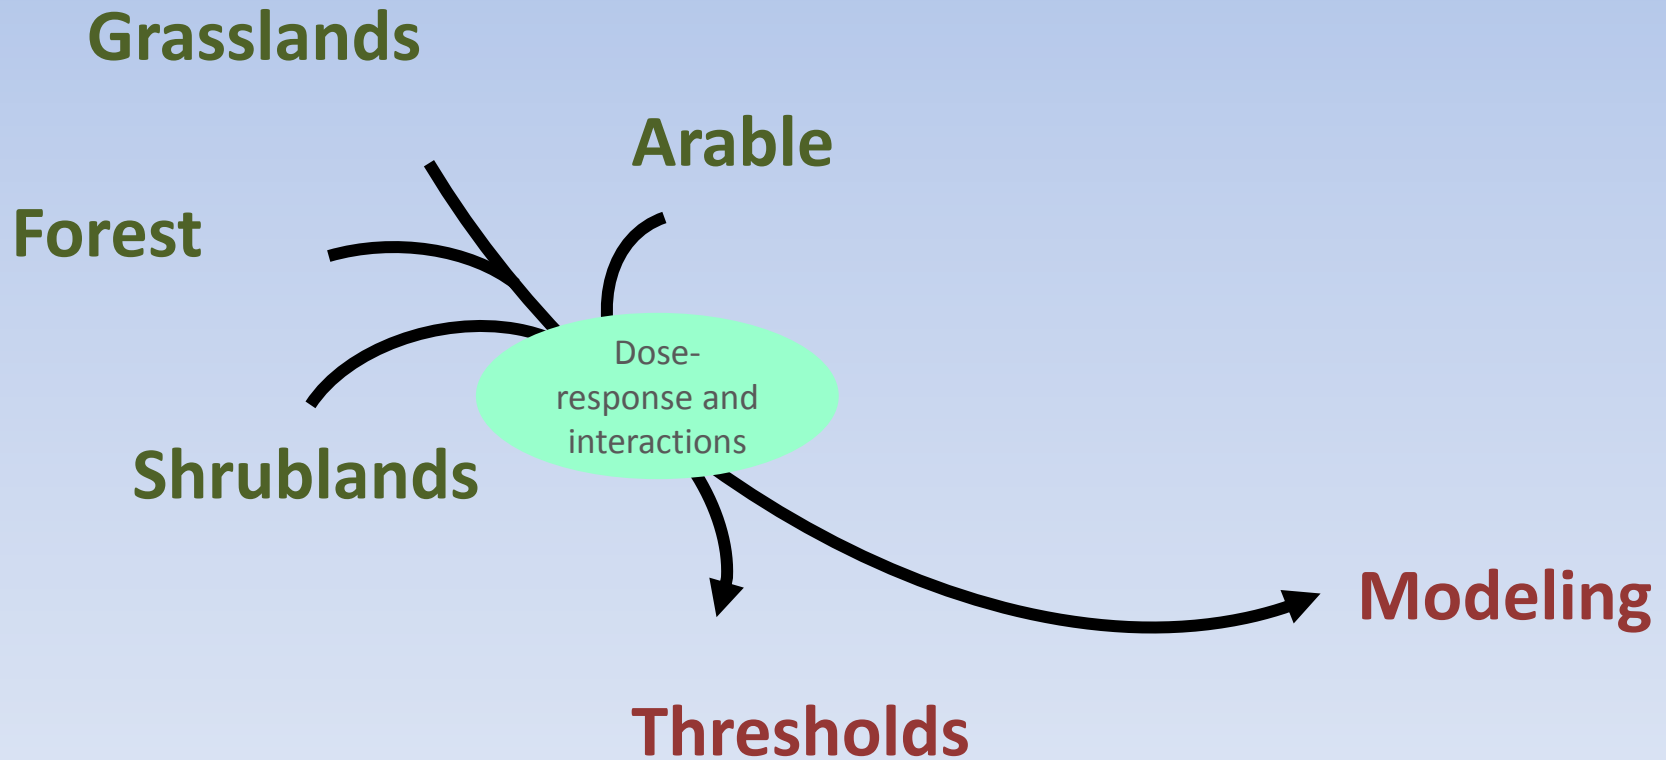 Grasslands
Arable
Forest
Dose-
response and
interactions
Shrublands
Modeling
Thresholds